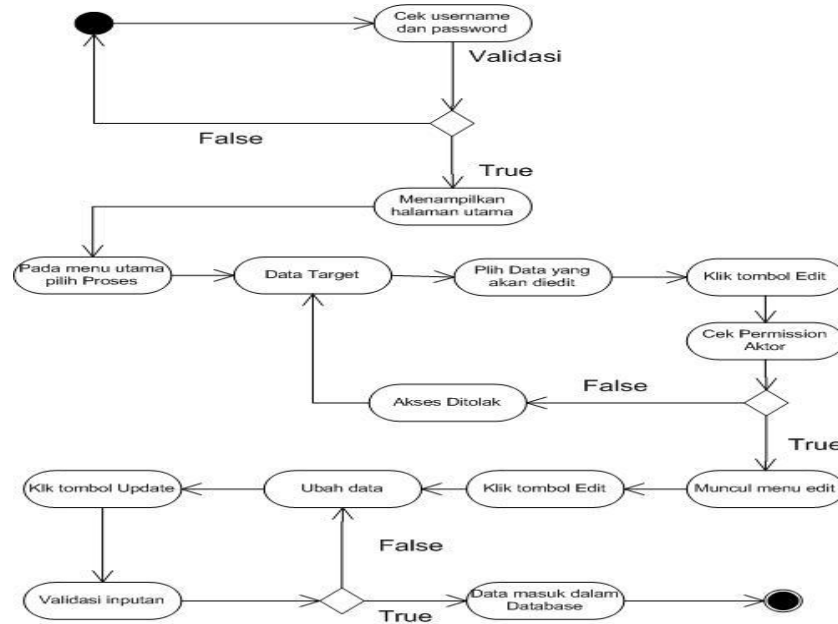 Cek username
dan password
Validasi
False
True
Menampilkan
halaman utama
Pada menu utama
pilih Proses
Data Target
Plih Data yang
akan diedit
Klik tombol Edit
Cek Permission
Aktor
False
Akses Ditolak
True
Klk tombol Update
Ubah data
Klik tombol Edit
Muncul menu edit
False
Validasi inputan
True
Data masuk dalam
Database